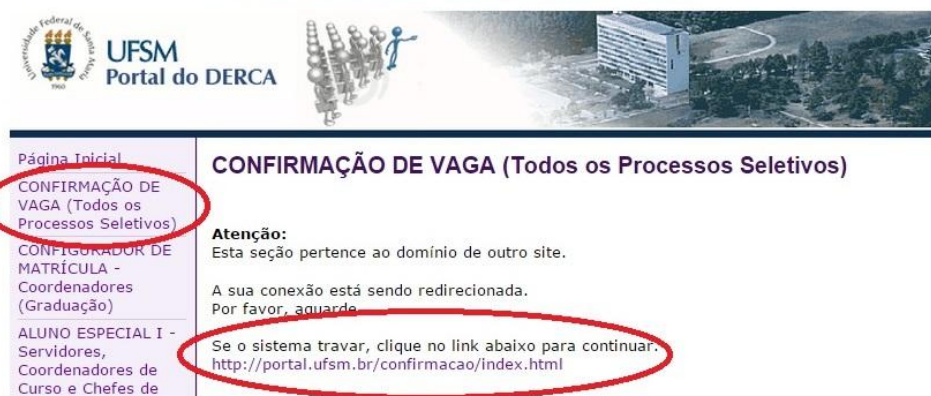 Universidade Federal de Santa Maria
1960
UFSM
Portal do DERCA
Página Inicial
CONFIRMAÇÃO DE
VAGA (Todos os
Processos Seletivos)
CONFIGURADOR DE
MATRÍCULA -
Coordenadores
(Graduação)
ALUNO ESPECIAL I -
Servidores,
Coordenadores de
Curso e Chefes de
CONFIRMAÇÃO DE VAGA (Todos os Processos Seletivos)
Atenção:
Esta seção pertence ao domínio de outro site.
A sua conexão está sendo redirecionada.
Por favor, aguarde
Se o sistema travar, clique no link abaixo para continuar.
http://portal.ufsm.br/confirmacao/index.html